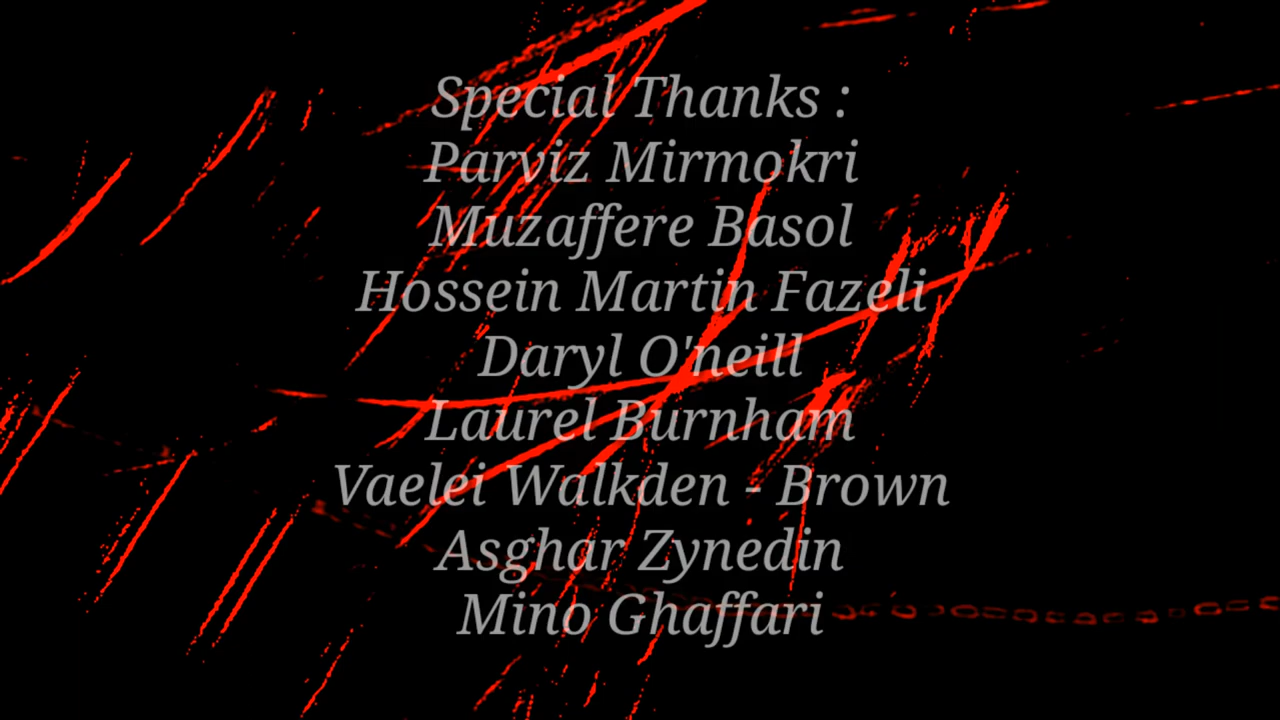 Special Thanks :
Parviz Mirmokri
Muzaffere Basol
Hossein Martin Fazeli
Daryl O'neill
Laurel Burnham
Vaelei Walkden - Brown
Asghar Zynedin
Mino Ghaffari